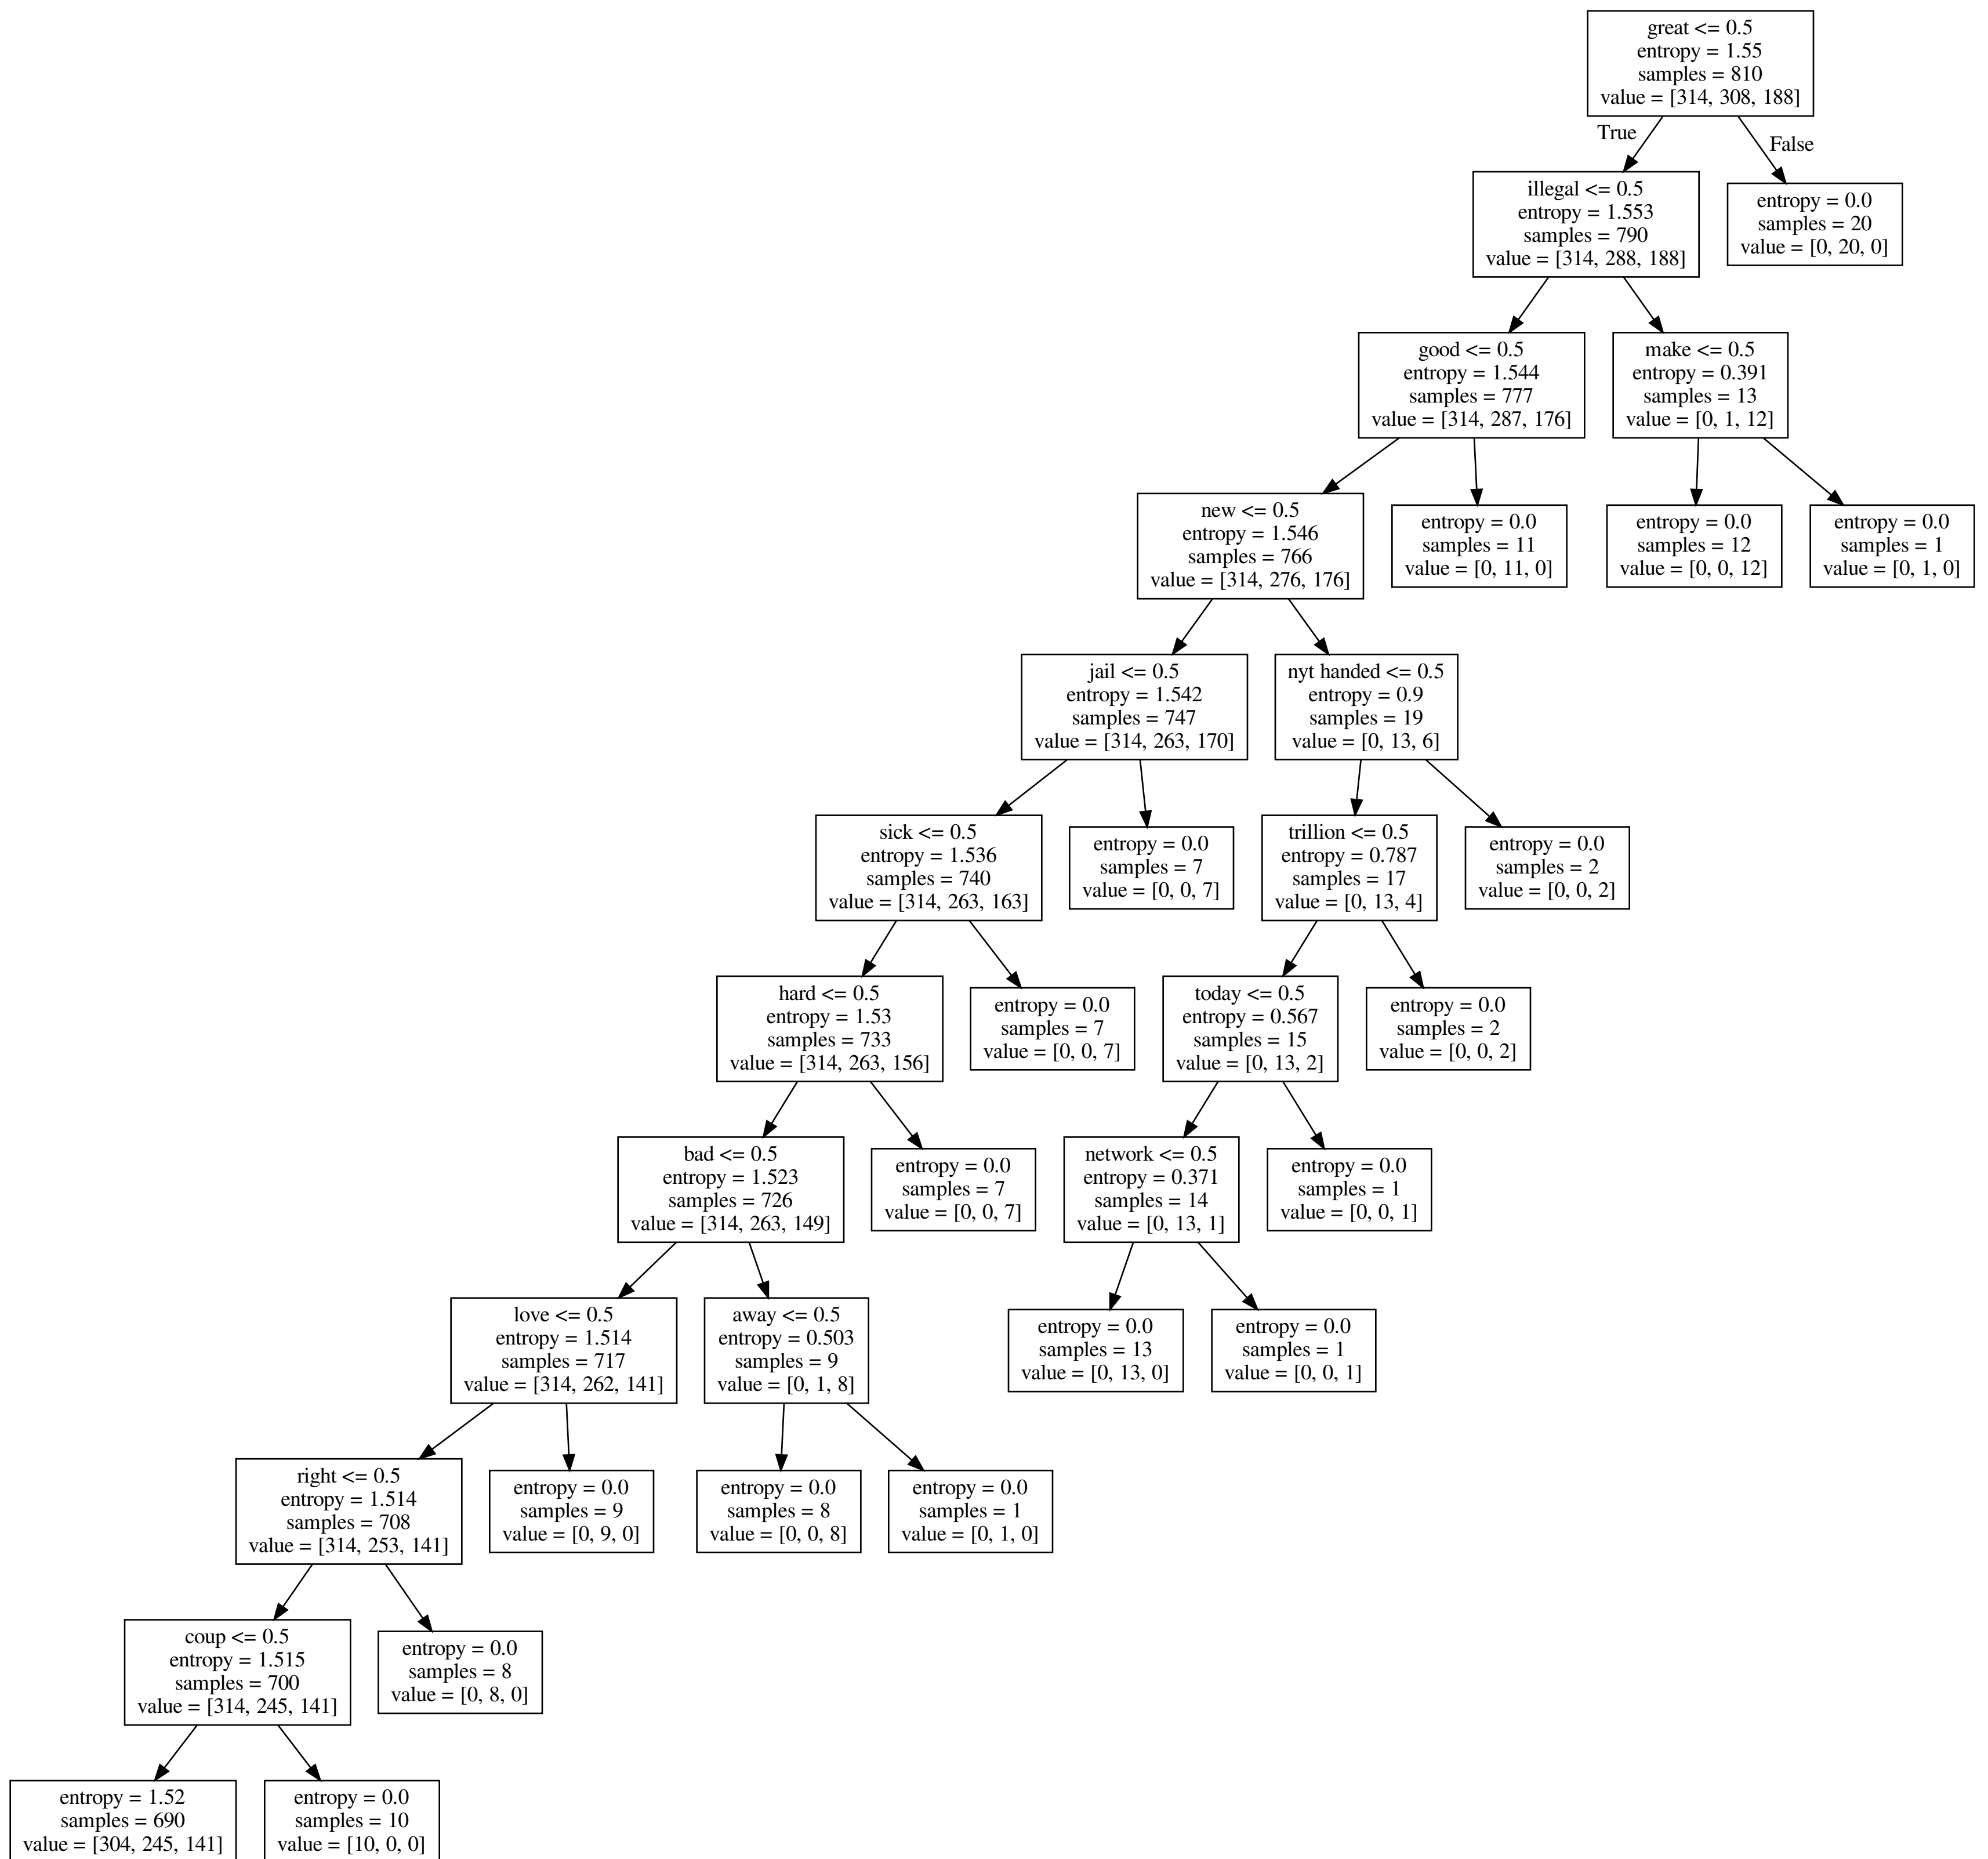 great <= 0.5
entropy = 1.55
samples = 810
value = [314, 308, 188]
True
False
illegal <= 0.5
entropy = 1.553
samples = 790
value = [314, 288, 188]
entropy = 0.0
samples = 20
value = [0, 20, 0]
good <= 0.5
entropy = 1.544
samples = 777
value = [314, 287, 176]
make <= 0.5
entropy = 0.391
samples = 13
value = [0, 1, 12]
new <= 0.5
entropy = 1.546
samples = 766
value = [314, 276, 176]
entropy = 0.0
samples = 11
value = [0, 11, 0]
entropy = 0.0
samples = 12
value = [0, 0, 12]
entropy = 0.0
samples = 1
value = [0, 1, 0]
jail <= 0.5
entropy = 1.542
samples = 747
value = [314, 263, 170]
nyt handed <= 0.5
entropy = 0.9
samples = 19
value = [0, 13, 6]
sick <= 0.5
entropy = 1.536
samples = 740
value = [314, 263, 163]
entropy = 0.0
samples = 7
value = [0, 0, 7]
trillion <= 0.5
entropy = 0.787
samples = 17
value = [0, 13, 4]
entropy = 0.0
samples = 2
value = [0, 0, 2]
hard <= 0.5
entropy = 1.53
samples = 733
value = [314, 263, 156]
entropy = 0.0
samples = 7
value = [0, 0, 7]
today <= 0.5
entropy = 0.567
samples = 15
value = [0, 13, 2]
entropy = 0.0
samples = 2
value = [0, 0, 2]
bad <= 0.5
entropy = 1.523
samples = 726
value = [314, 263, 149]
entropy = 0.0
samples = 7
value = [0, 0, 7]
network <= 0.5
entropy = 0.371
samples = 14
value = [0, 13, 1]
entropy = 0.0
samples = 1
value = [0, 0, 1]
love <= 0.5
entropy = 1.514
samples = 717
value = [314, 262, 141]
away <= 0.5
entropy = 0.503
samples = 9
value = [0, 1, 8]
entropy = 0.0
samples = 13
value = [0, 13, 0]
entropy = 0.0
samples = 1
value = [0, 0, 1]
right <= 0.5
entropy = 1.514
samples = 708
value = [314, 253, 141]
entropy = 0.0
samples = 9
value = [0, 9, 0]
entropy = 0.0
samples = 8
value = [0, 0, 8]
entropy = 0.0
samples = 1
value = [0, 1, 0]
coup <= 0.5
entropy = 1.515
samples = 700
value = [314, 245, 141]
entropy = 0.0
samples = 8
value = [0, 8, 0]
entropy = 1.52
samples = 690
value = [304, 245, 141]
entropy = 0.0
samples = 10
value = [10, 0, 0]